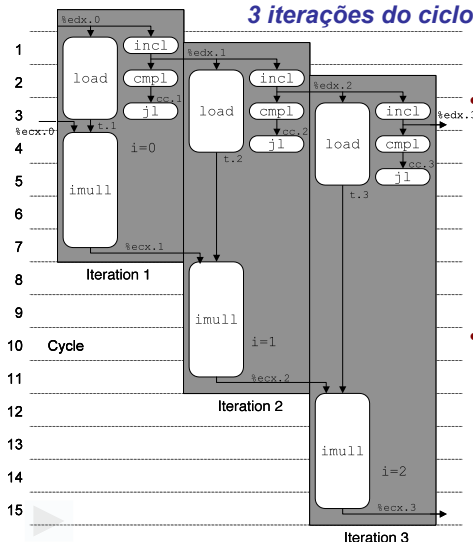 3 iterações do ciclo
%edx.0
1
incl
%edx.1
load
2
cmpl
incl
%edx.2
cc.1
load
3
jl
cmpl
incl
%ecx.0
t.1
cc.2
load
4
i=0
jl
cmpl
t.2
cc.3
imull
5
jl
t.3
6
7
%ecx.1
8
Iteration 1
9
imull
10
Cycle
i=1
11
%ecx.2
12
Iteration 2
13
imull
14
i=2
15
%ecx.3
Iteration 3